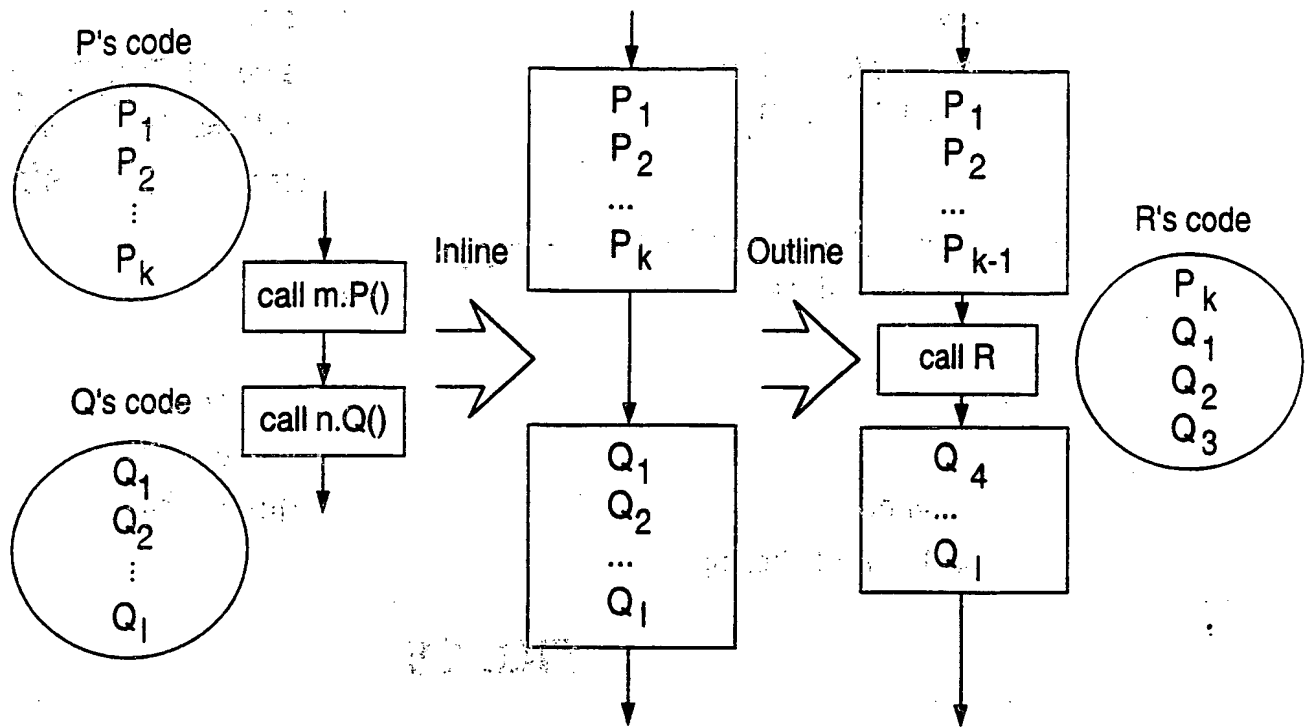 P's code
P1
P2
⋮
Pk
call m.P()
call n.Q()
Q's code
Q1
Q2
⋮
Ql
Inline
P1
P2
...
Pk
Q1
Q2
...
Ql
Outline
P1
P2
...
Pk-1
call R
Q4
...
Ql
R's code
Pk
Q1
Q2
Q3